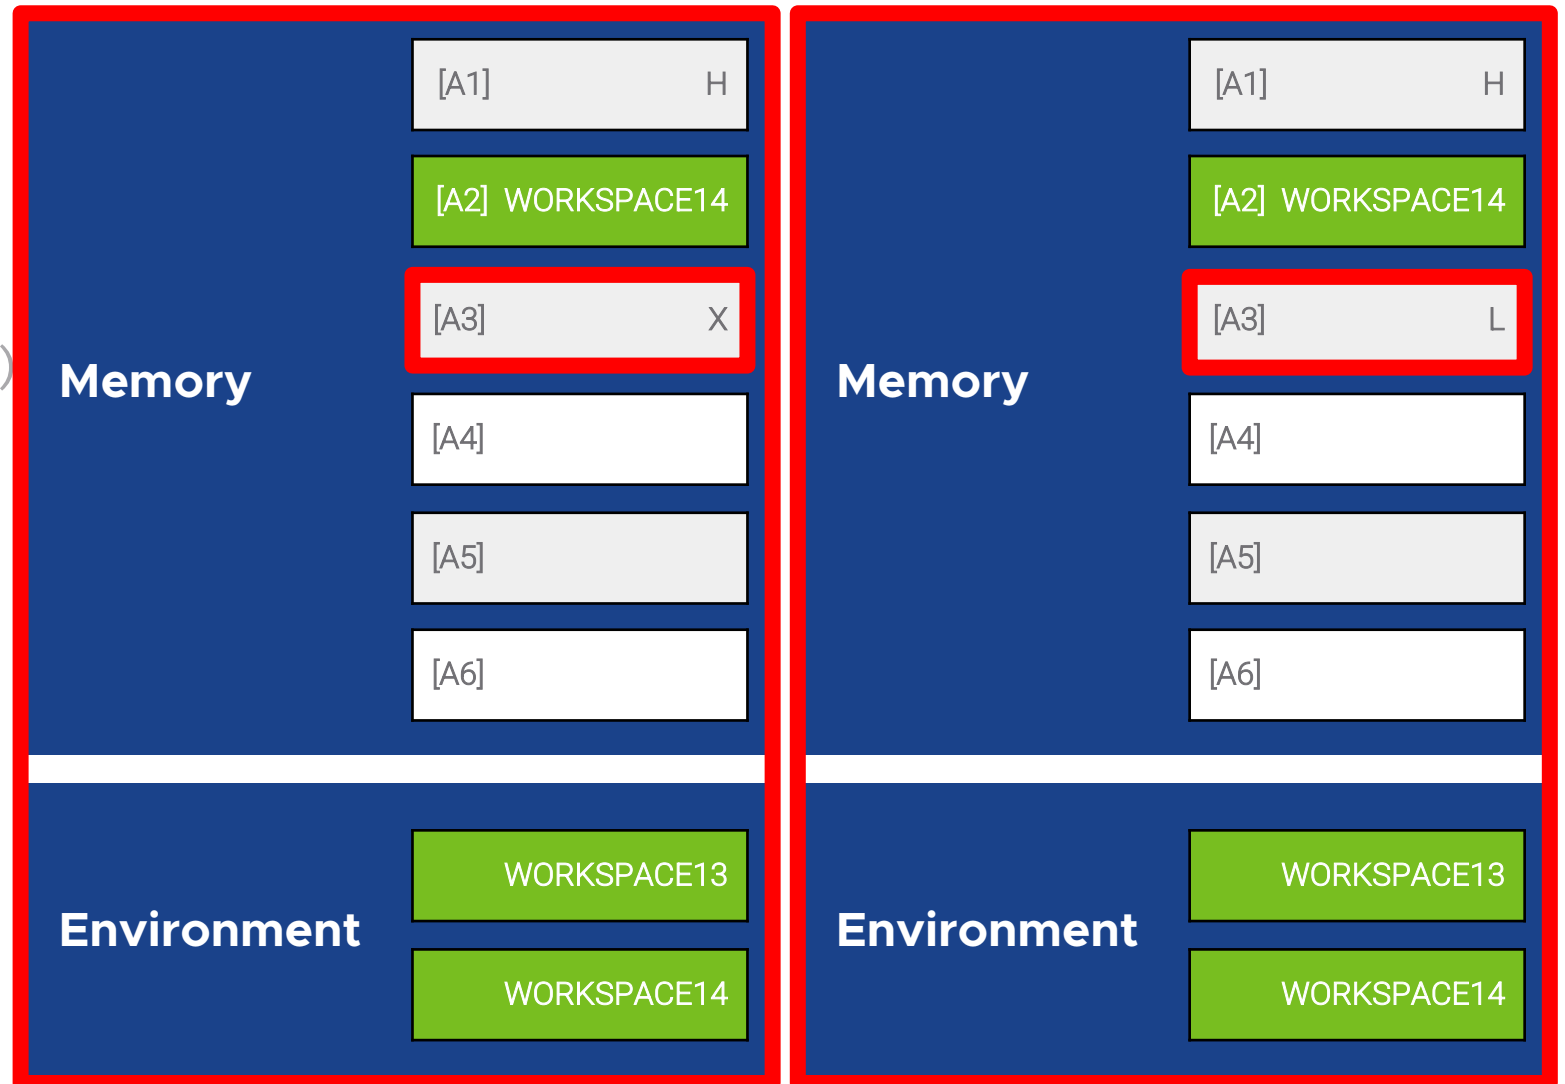 [A1] H
[A2] WORKSPACE14
[A3] X
Memory
[A4]
[A5]
[A6]
Environment
WORKSPACE13
WORKSPACE14
[A1] H
[A2] WORKSPACE14
[A3] L
Memory
[A4]
[A5]
[A6]
Environment
WORKSPACE13
WORKSPACE14
)